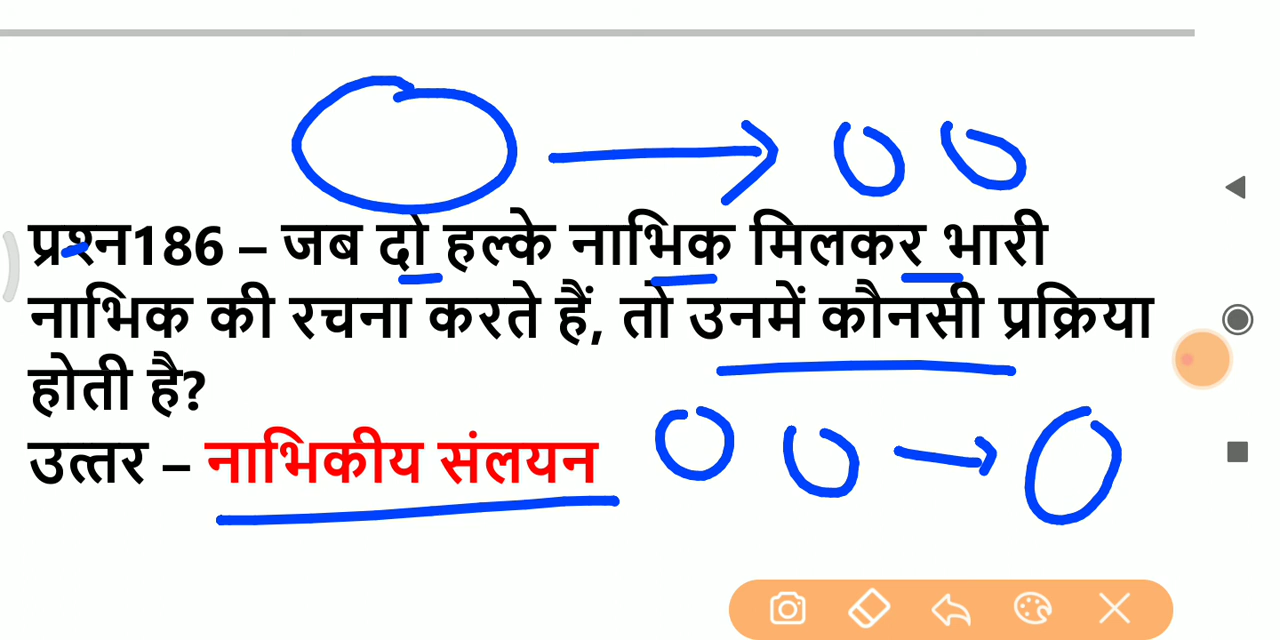 प्रश्न186 – जब दो हल्के नाभिक मिलकर भारी
नाभिक की रचना करते हैं, तो उनमें कौनसी प्रक्रिया
होती है?
उत्तर – नाभिकीय संलयन